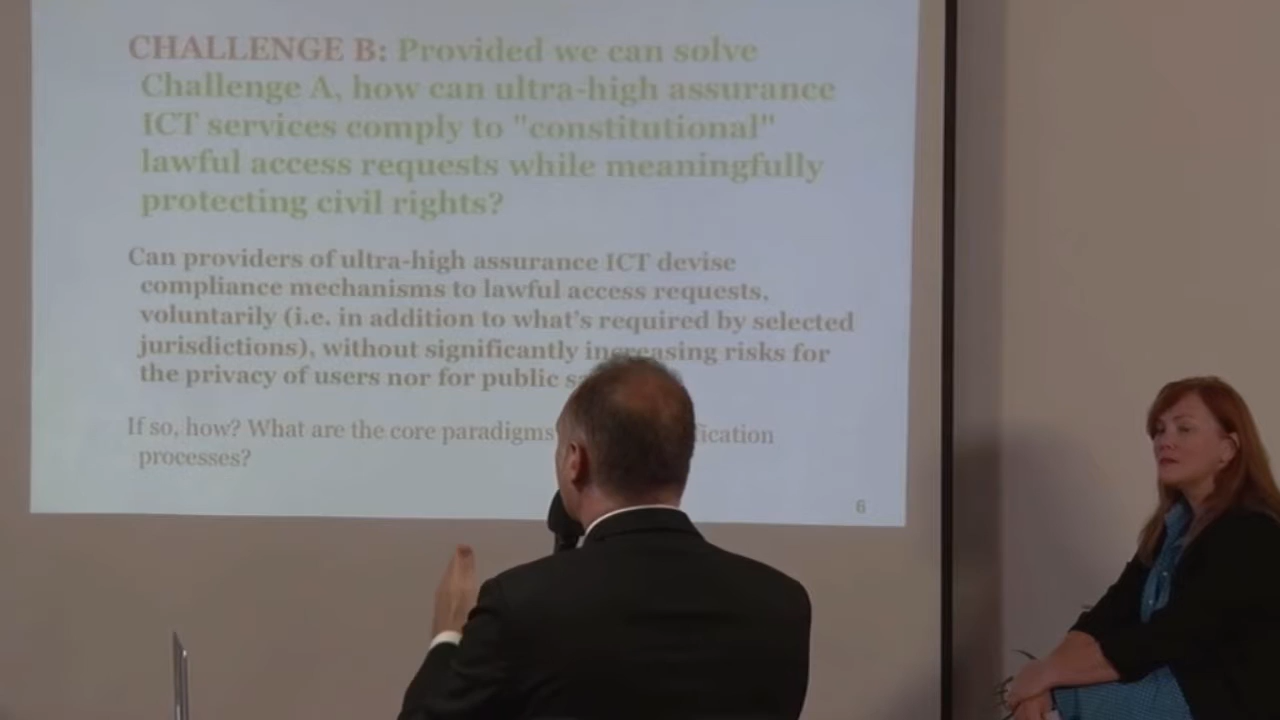 CHALLENGE B: Provided we can solve
Challenge A, how can ultra-high assurance
ICT services comply to "constitutional"
lawful access requests while meaningfully
protecting civil rights?
Can providers of ultra-high assurance ICT devise
compliance mechanisms to lawful access requests,
voluntarily (i.e. in addition to what's required by selected
jurisdictions), without significantly increasing risks for
the privacy of users nor for public
If so, how? What are the core paradigms
processes?
6